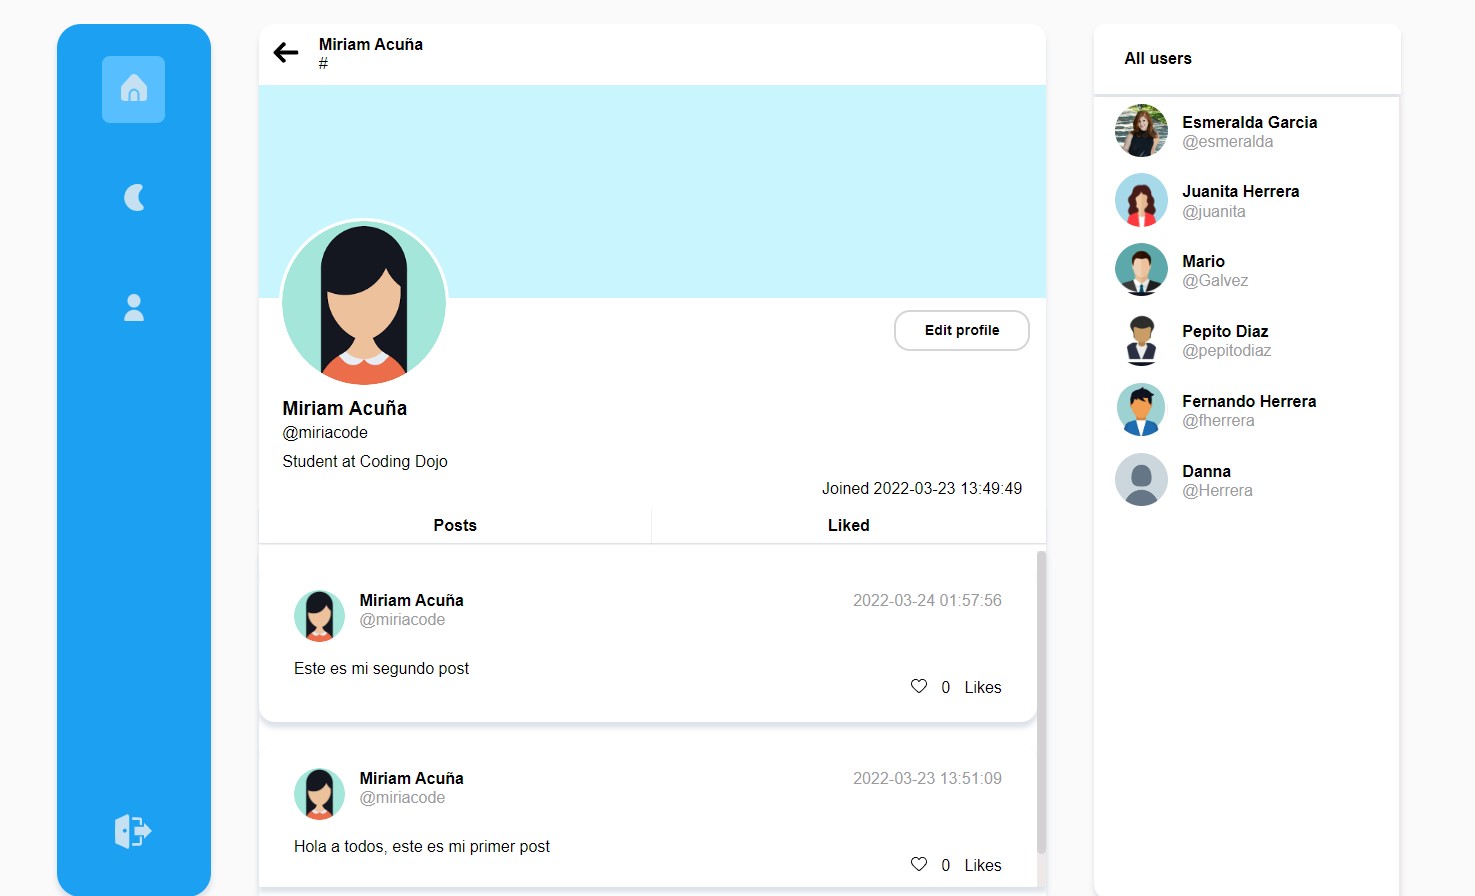 Miriam Acuña
#
Edit profile
Miriam Acuña
@miriacode
Student at Coding Dojo
Joined 2022-03-23 13:49:49
Posts
Liked
Miriam Acuña
2022-03-24 01:57:56
@miriacode
Este es mi segundo post
0 Likes
Miriam Acuña
2022-03-23 13:51:09
@miriacode
Hola a todos, este es mi primer post
0 Likes
All users
Esmeralda Garcia
@esmeralda
Juanita Herrera
@juanita
Mario
@Galvez
Pepito Diaz
@pepitodiaz
Fernando Herrera
@fherrera
Danna
@Herrera